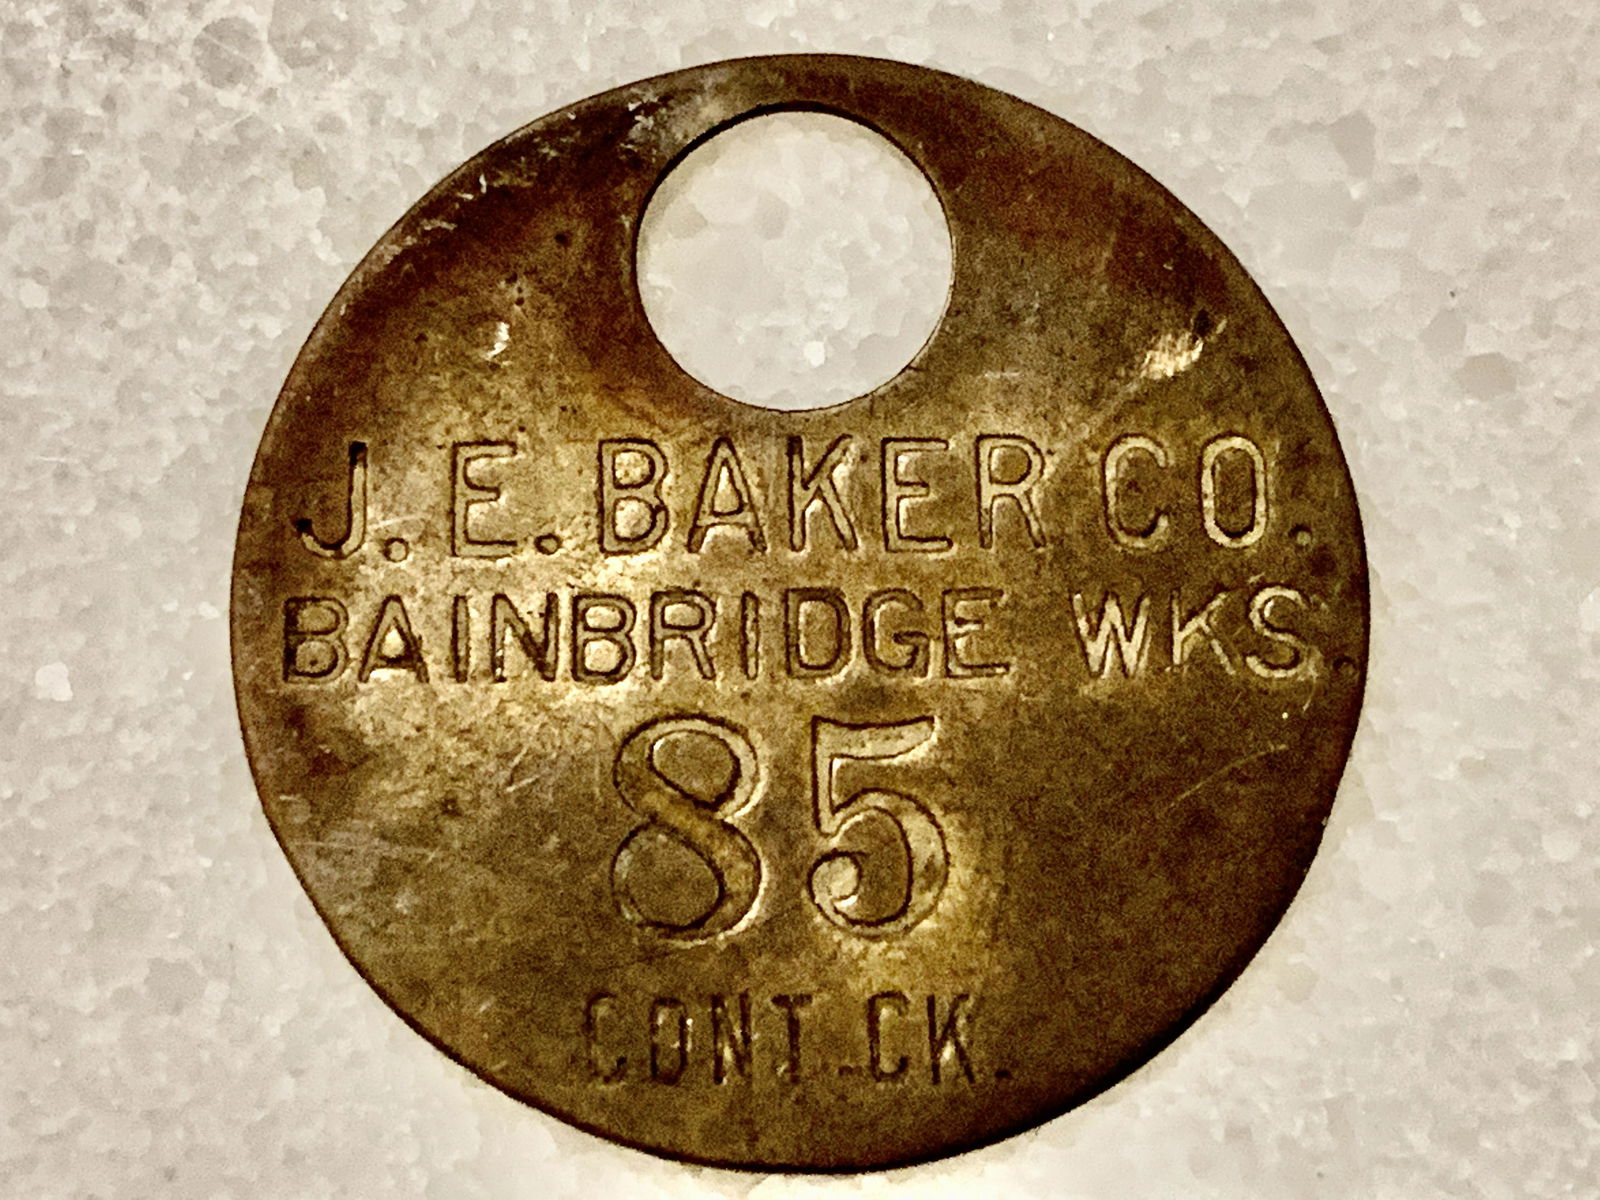 J. E. BAKER CO.
BAINBRIDGE WKS.
85
CONT. CK.